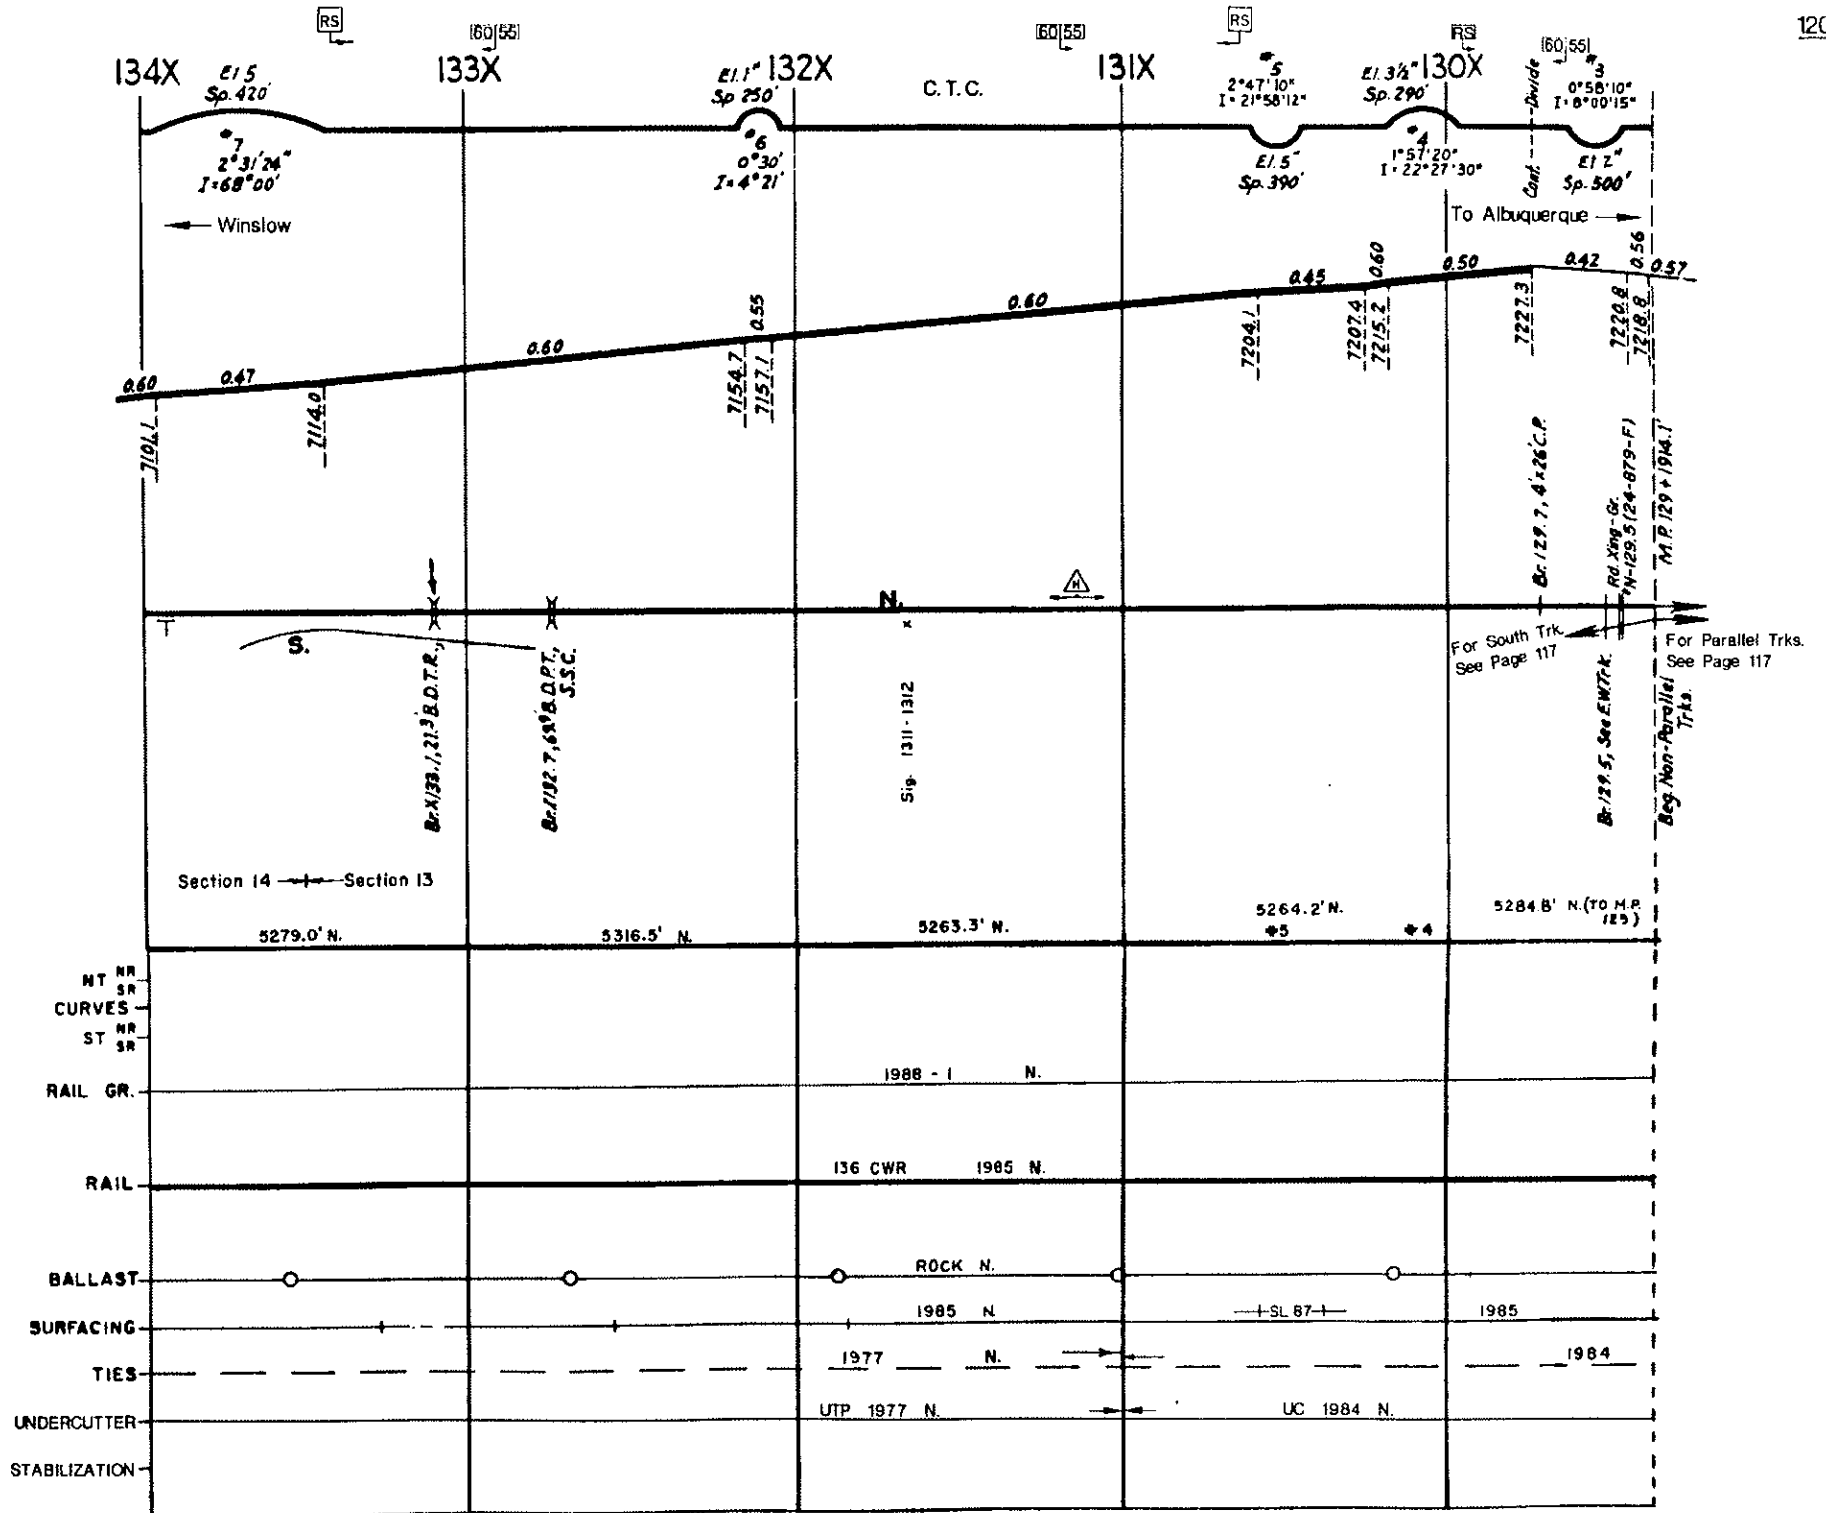 RS
60 55
60 55
RS
RS
60 55
134X
133X
132X
131X
130X
El 5
Sp. 420'
#7
2°31'24"
I=68°00'
El. 1"
Sp 250'
#6
0°30'
I=4°21'
C.T.C.
#5
2°47'10"
I=21°58'12"
El. 5"
Sp. 390'
El. 3½"
Sp. 290'
#4
1°57'20"
I=22°27'30"
Cont. Divide
#3
0°58'10"
I=8°00'15"
El 2"
Sp. 500'
Winslow
To Albuquerque
0.60
0.47
0.60
0.55
0.60
0.45
0.60
0.50
0.42
0.56
0.57
7101.1
7114.0
7154.7
7157.1
7204.1
7207.4
7215.2
7227.3
7220.8
7218.8
Br. 129.7, 4'x26' C.P.
Rd. Xing-Gr.
N-129.5 (24-879-F)
M.P. 129+1914.1'
T
S.
N.
H
Br. X133.1, 21.3' B.D.T.R.,
B.D.P.T.,
S.S.C.
Sig. 1311-1312
For South Trk.
See Page 117
Br. 129.5, See E.W.Trk.
For Parallel Trks.
See Page 117
Beg. Non-Parallel
Trks.
Section 14
Section 13
5279.0' N.
5316.5' N.
5263.3' N.
5264.2' N.
#5
#4
5284.8' N. (TO M.P.
NT NR
SR
CURVES
ST NR
SR
RAIL GR.
1988 - 1 N.
RAIL
136 CWR 1985 N.
BALLAST
ROCK N.
SURFACING
1985 N
SL 87
1985
TIES
1977 N.
1984
UNDERCUTTER
UTP 1977 N.
UC 1984 N.
STABILIZATION